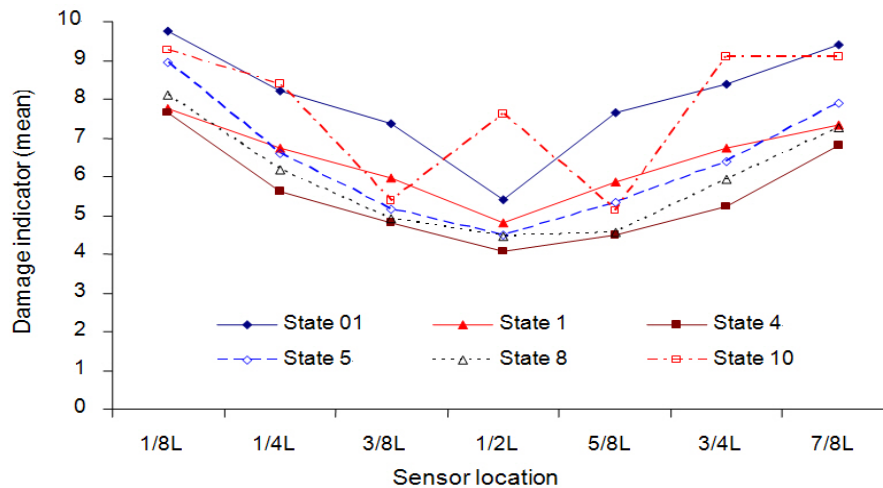 Damage indicator (mean)
10
9
8
7
6
5
4
3
2
1
0
State 01
State 1
State 4
State 5
State 8
State 10
1/8L
1/4L
3/8L
1/2L
5/8L
3/4L
7/8L
Sensor location